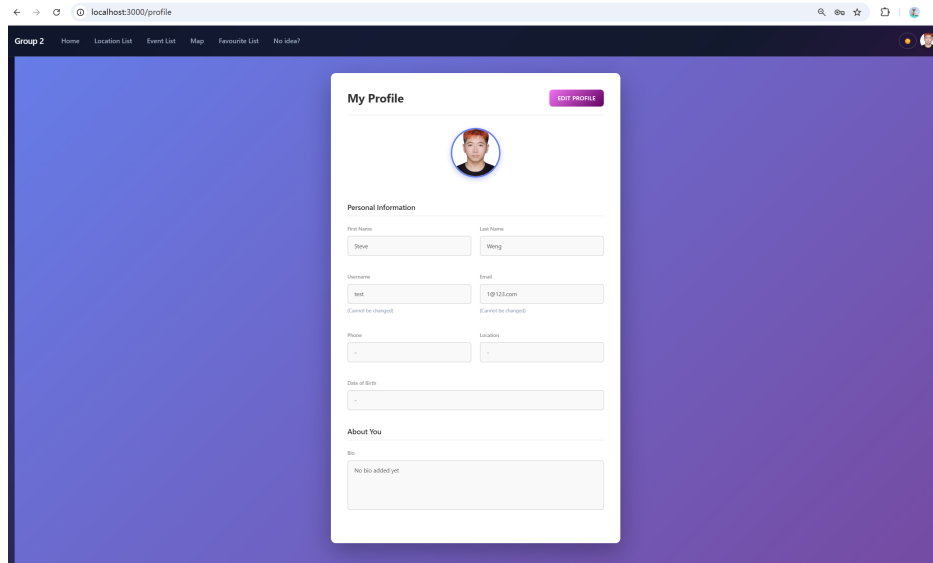 localhost:3000/profile
Group 2 Home Location List Event List Map Favourite List No idea?
My Profile EDIT PROFILE
Personal Information
First Name Last Name
Steve Weng
Username Email
test 1@123.com
(Cannot be changed) (Cannot be changed)
Phone Location
- -
Date of Birth
-
About You
Bio
No bio added yet